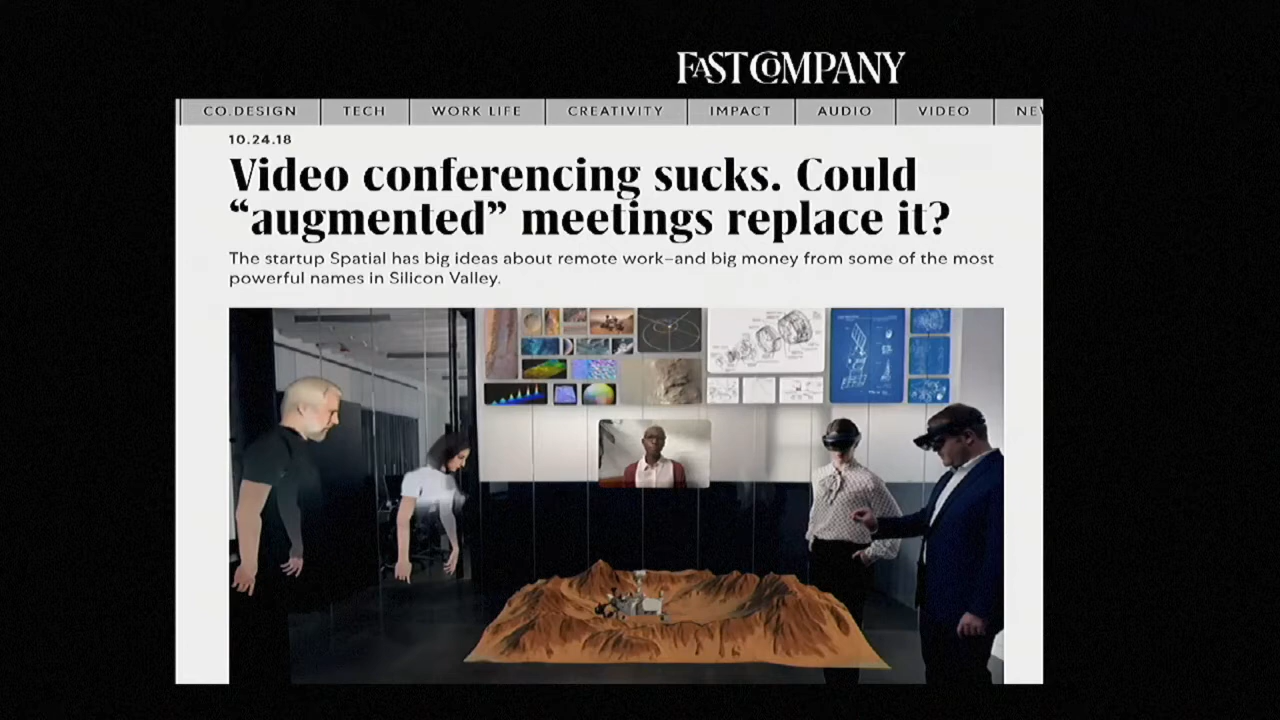 FAST COMPANY
CO.DESIGN TECH WORK LIFE CREATIVITY IMPACT AUDIO VIDEO
10.24.18
Video conferencing sucks. Could
“augmented” meetings replace it?
The startup Spatial has big ideas about remote work–and big money from some of the most
powerful names in Silicon Valley.